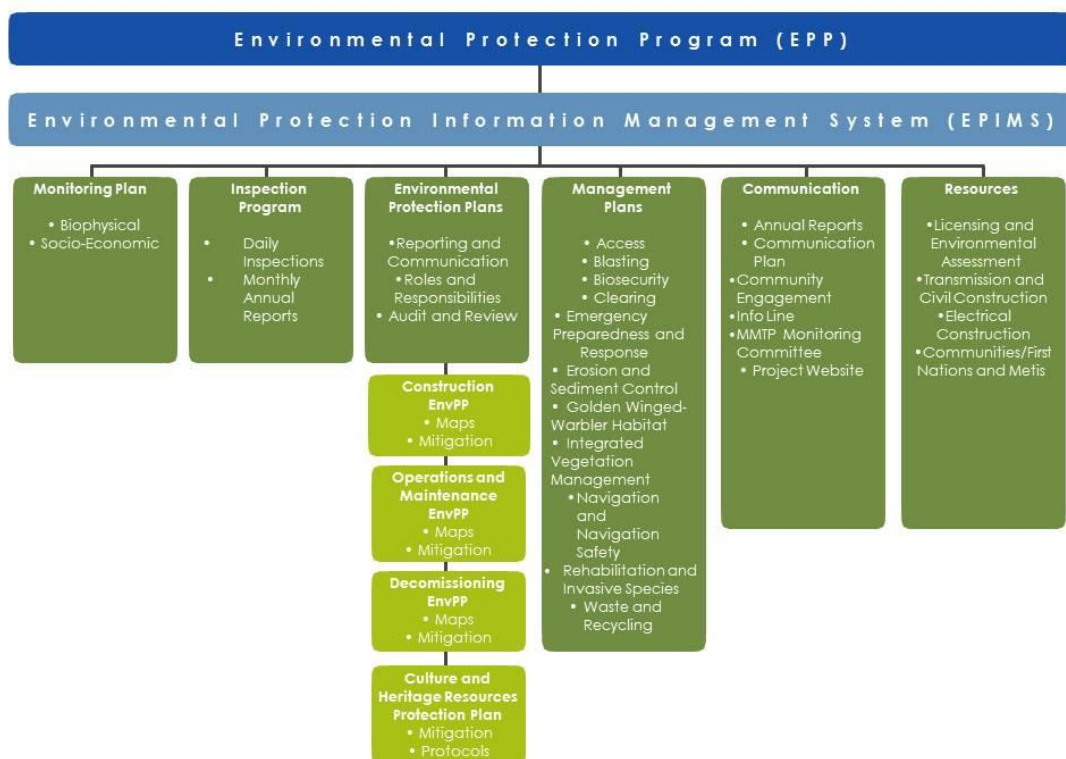 Environmental Protection Program (EPP)
Environmental Protection Information Management System (EPIMS)
Monitoring Plan
• Biophysical
• Socio-Economic
Inspection
Program
• Daily
Inspections
• Monthly
Annual
Reports
Environmental
Protection Plans
•Reporting and
Communication
•Roles and
Responsibilities
• Audit and Review
Construction
EnvPP
• Maps
• Mitigation
Operations and
Maintenance
EnvPP
• Maps
• Mitigation
Decomissioning
EnvPP
• Maps
• Mitigation
Culture and
Heritage Resources
Protection Plan
• Mitigation
• Protocols
Management
Plans
• Access
• Blasting
• Biosecurity
• Clearing
• Emergency
Preparedness and
Response
• Erosion and
Sediment Control
• Golden Winged-
Warbler Habitat
• Integrated
Vegetation
Management
•Navigation
and
Navigation
Safety
• Rehabilitation and
Invasive Species
• Waste and
Recycling
Communication
• Annual Reports
• Communication
Plan
•Community
Engagement
•Info Line
•MMTP Monitoring
Committee
• Project Website
Resources
•Licensing and
Environmental
Assessment
•Transmission and
Civil Construction
•Electrical
Construction
•Communities/First
Nations and Metis